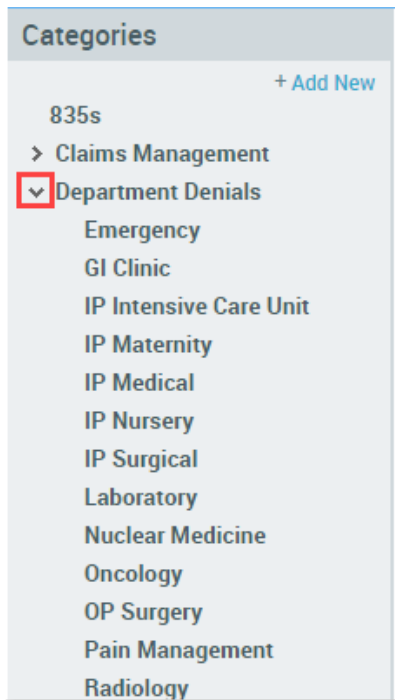 Categories
+ Add New
835s
Claims Management
Department Denials
Emergency
GI Clinic
IP Intensive Care Unit
IP Maternity
IP Medical
IP Nursery
IP Surgical
Laboratory
Nuclear Medicine
Oncology
OP Surgery
Pain Management
Radiology